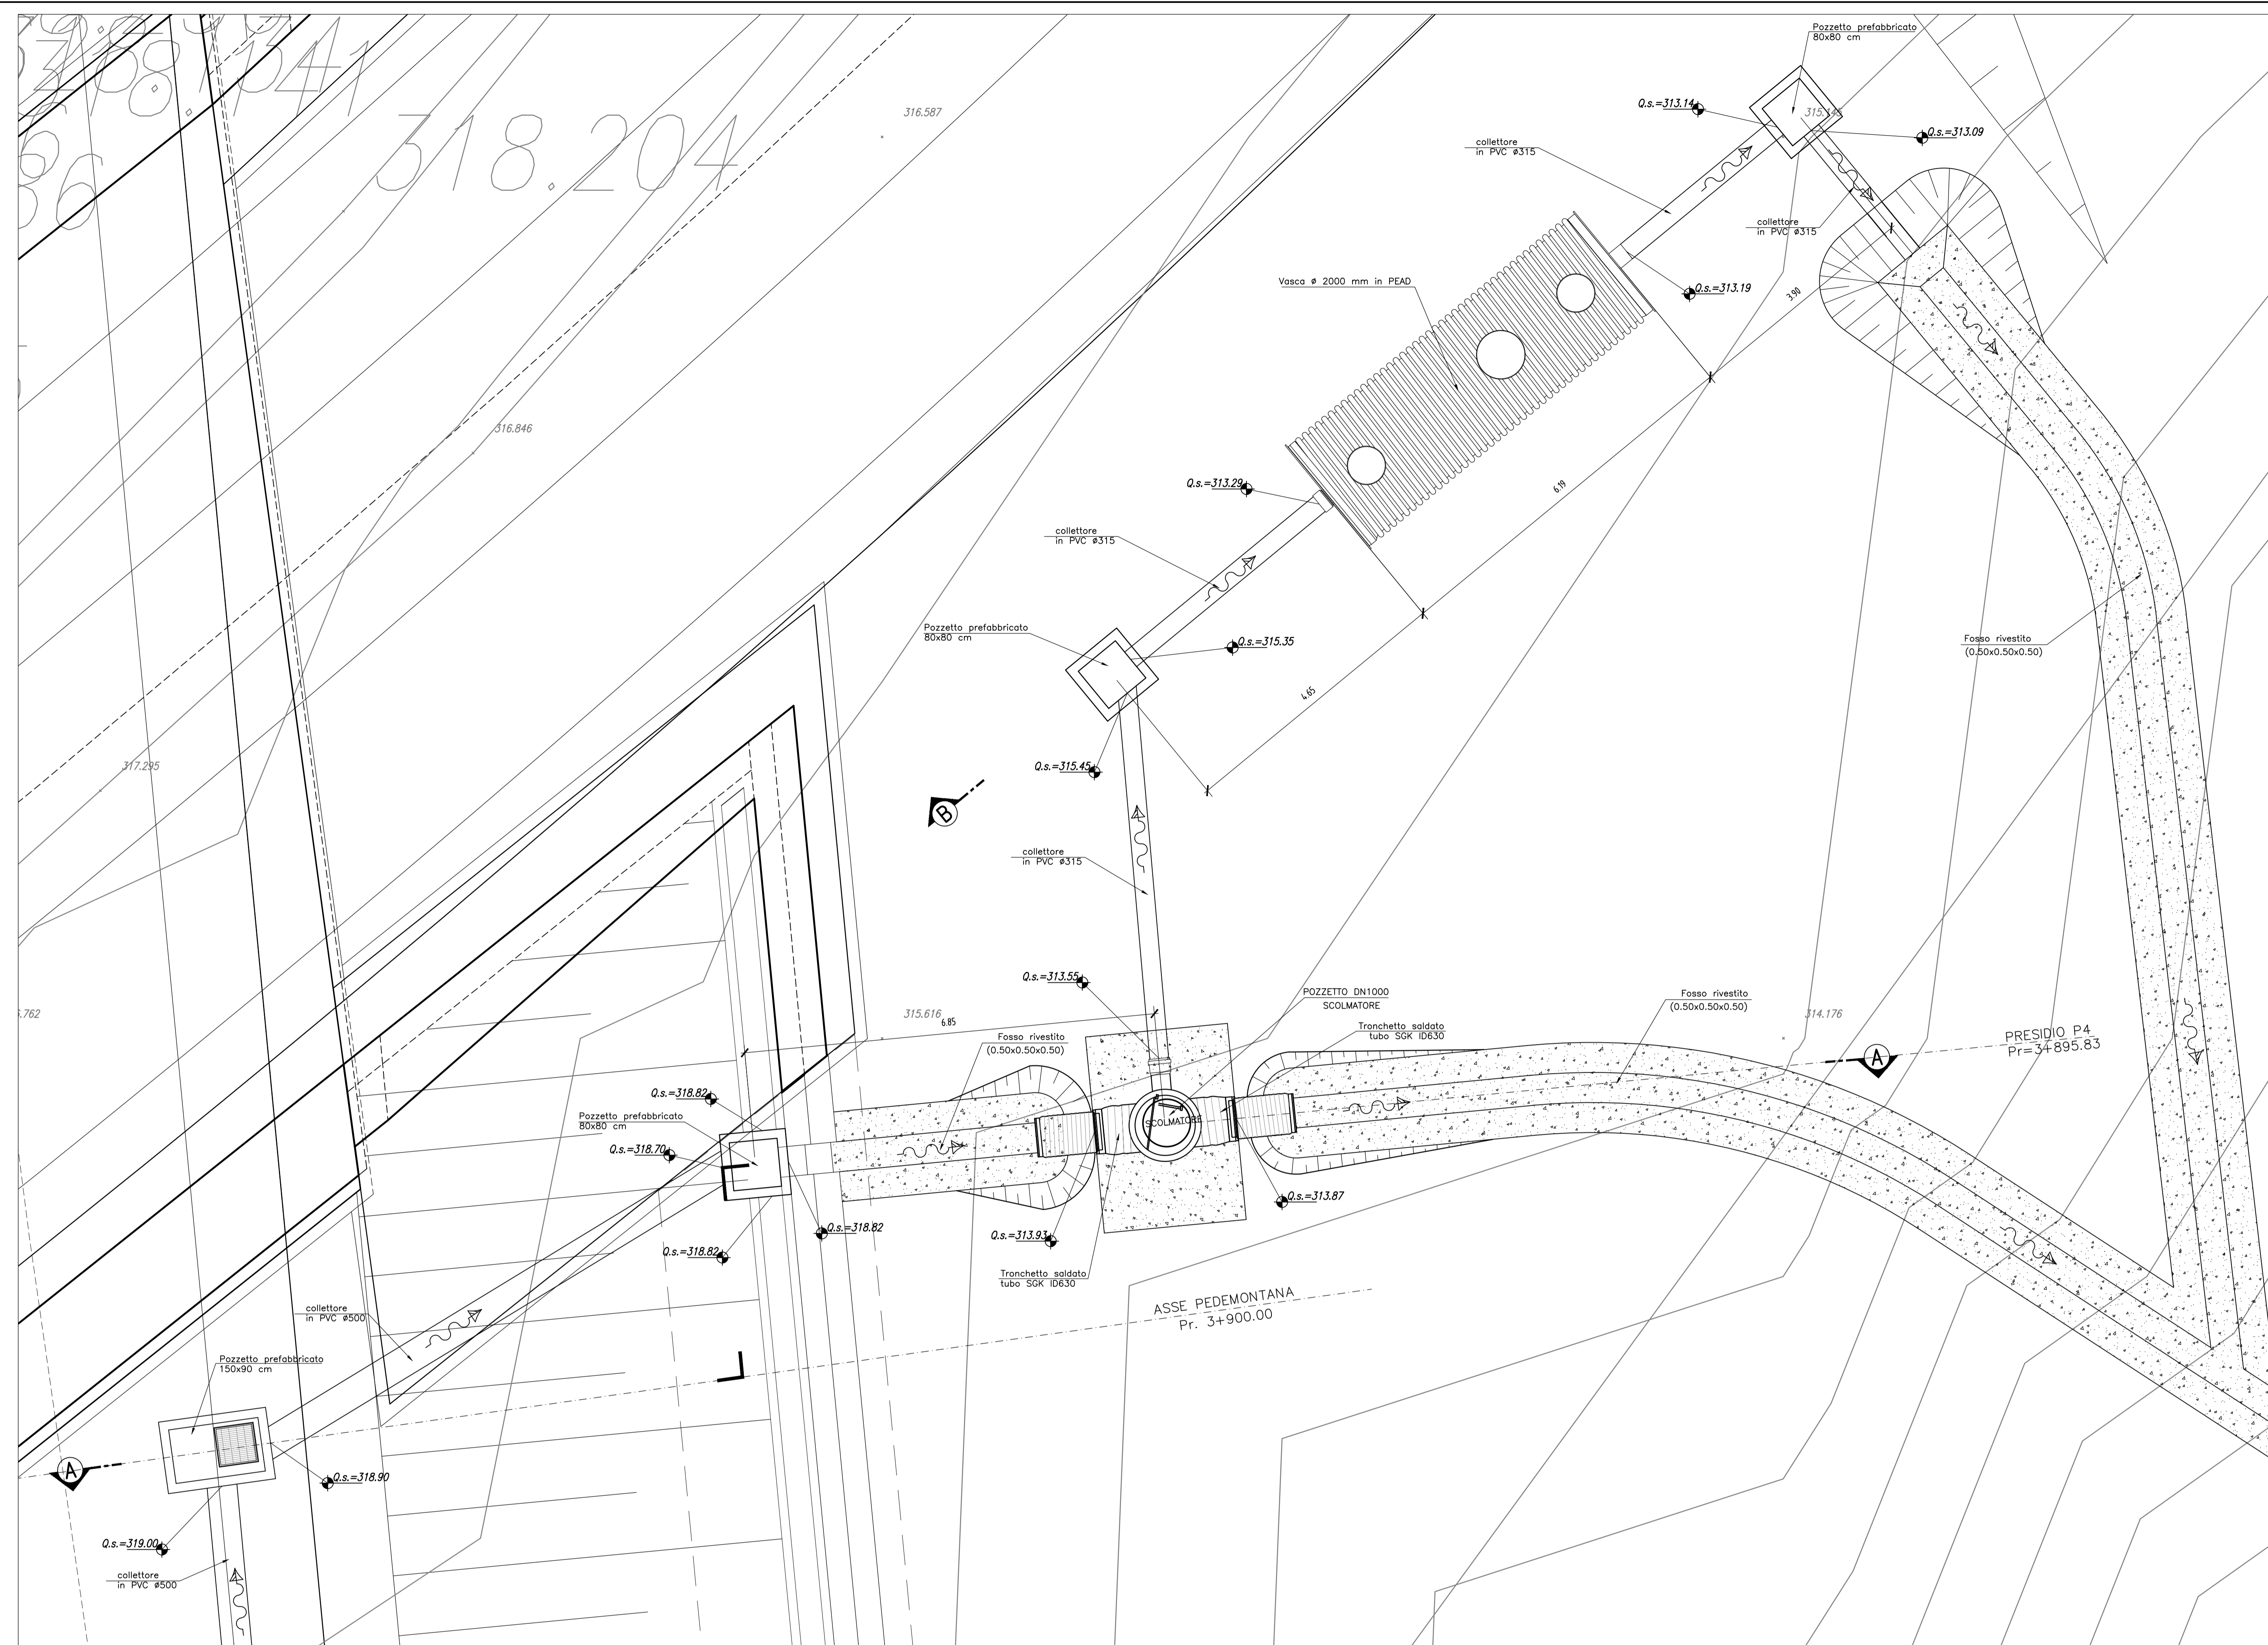 Pozzetto prefabbricato
80x80 cm
318.204
316.587
Q.s.=313.14
315.145
Q.s.=313.09
collettore
in PVC ø315
collettore
in PVC ø315
Vasca ø 2000 mm in PEAD
Q.s.=313.19
3.90
316.846
Q.s.=313.29
6.19
collettore
in PVC ø315
Pozzetto prefabbricato
80x80 cm
Q.s.=315.35
Fosso rivestito
(0.50x0.50x0.50)
4.65
317.295
Q.s.=315.45
B
collettore
in PVC ø315
Q.s.=313.55
POZZETTO DN1000
SCOLMATORE
Fosso rivestito
(0.50x0.50x0.50)
315.616
6.85
314.176
Tronchetto saldato
tubo SGK ID630
PRESIDIO P4
Pr=3+895.83
Fosso rivestito
(0.50x0.50x0.50)
A
Q.s.=318.82
Pozzetto prefabbricato
80x80 cm
SCOLMATORE
Q.s.=318.70
Q.s.=313.87
Q.s.=318.82
Q.s.=313.93
Q.s.=318.82
Tronchetto saldato
tubo SGK ID630
ASSE PEDEMONTANA
Pr. 3+900.00
collettore
in PVC ø500
Pozzetto prefabbricato
150x90 cm
A
Q.s.=318.90
Q.s.=319.00
collettore
in PVC ø500